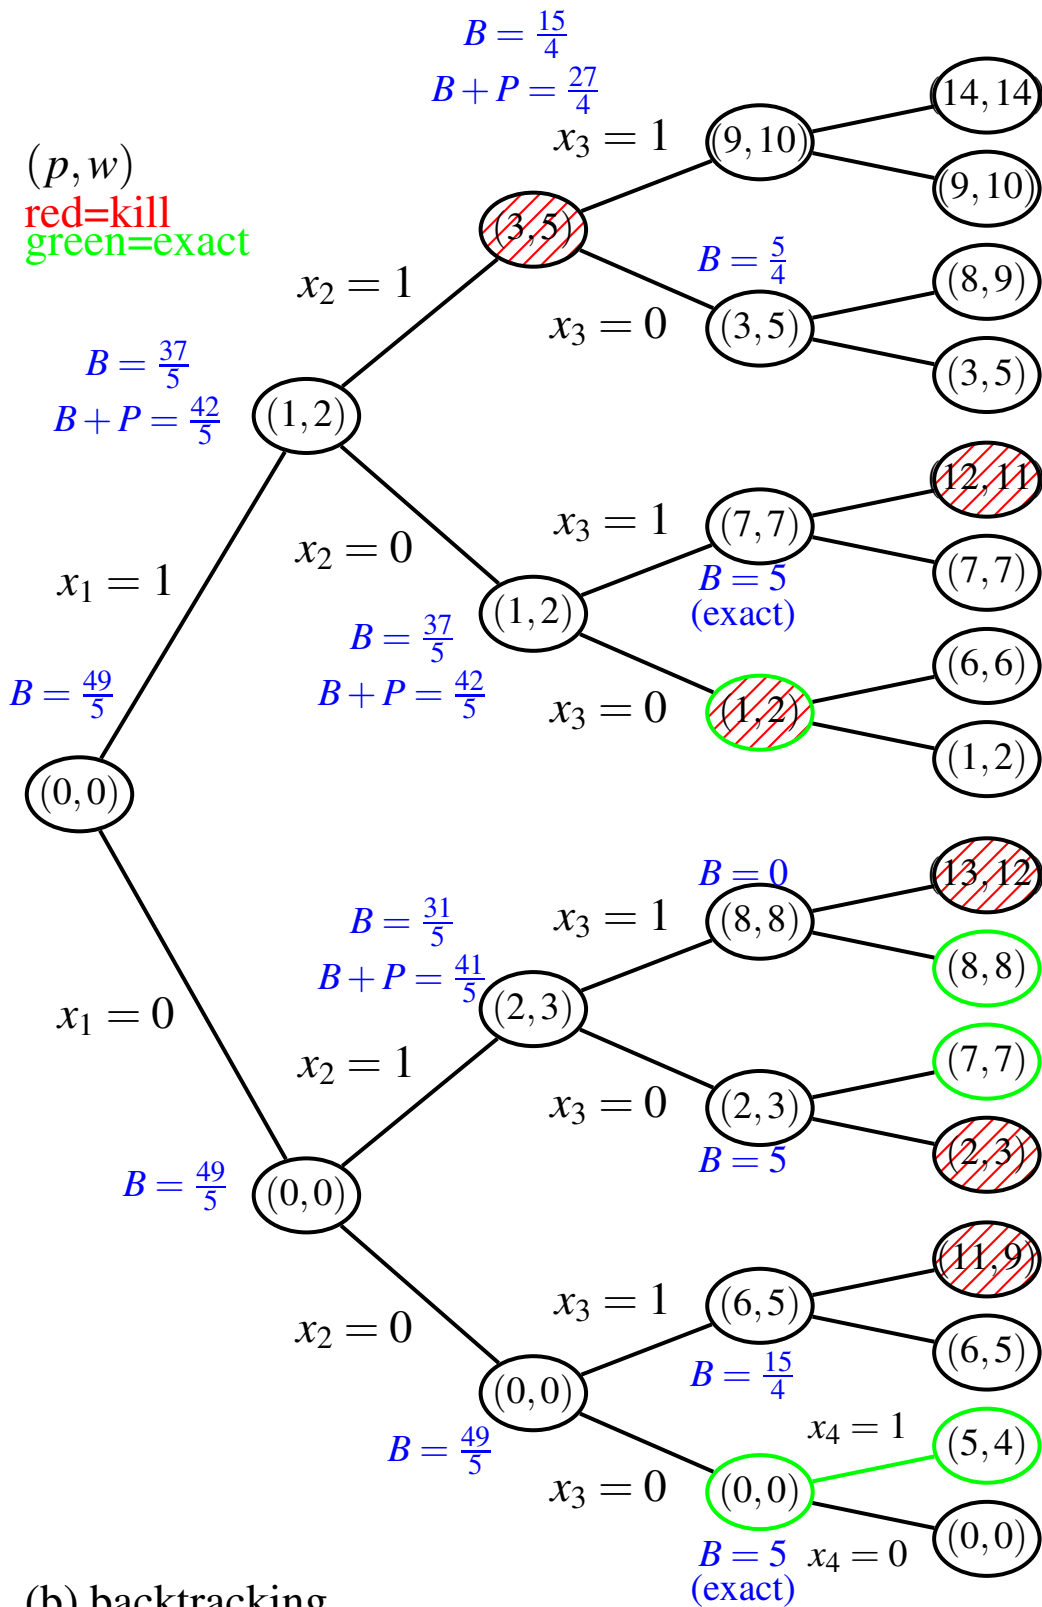 B = 15/4
B + P = 27/4
(14, 14)
x₃ = 1
(9, 10)
(p, w)
red=kill
green=exact
(9, 10)
(3, 5)
B = 5/4
(8, 9)
x₂ = 1
x₃ = 0
(3, 5)
(3, 5)
B = 37/5
B + P = 42/5
(1, 2)
(12, 11)
x₃ = 1
(7, 7)
x₂ = 0
(7, 7)
B = 5
(exact)
x₁ = 1
(1, 2)
B = 37/5
B + P = 42/5
(6, 6)
B = 49/5
x₃ = 0
(1, 2)
(1, 2)
(0, 0)
B = 0
(13, 12)
B = 31/5
B + P = 41/5
x₃ = 1
(8, 8)
(8, 8)
x₁ = 0
(2, 3)
x₂ = 1
(7, 7)
x₃ = 0
(2, 3)
B = 5
(2, 3)
B = 49/5
(0, 0)
(11, 9)
x₃ = 1
(6, 5)
x₂ = 0
(6, 5)
B = 15/4
(0, 0)
B = 49/5
x₄ = 1
(5, 4)
x₃ = 0
(0, 0)
B = 5
(exact)
x₄ = 0
(0, 0)
(b) backtracking